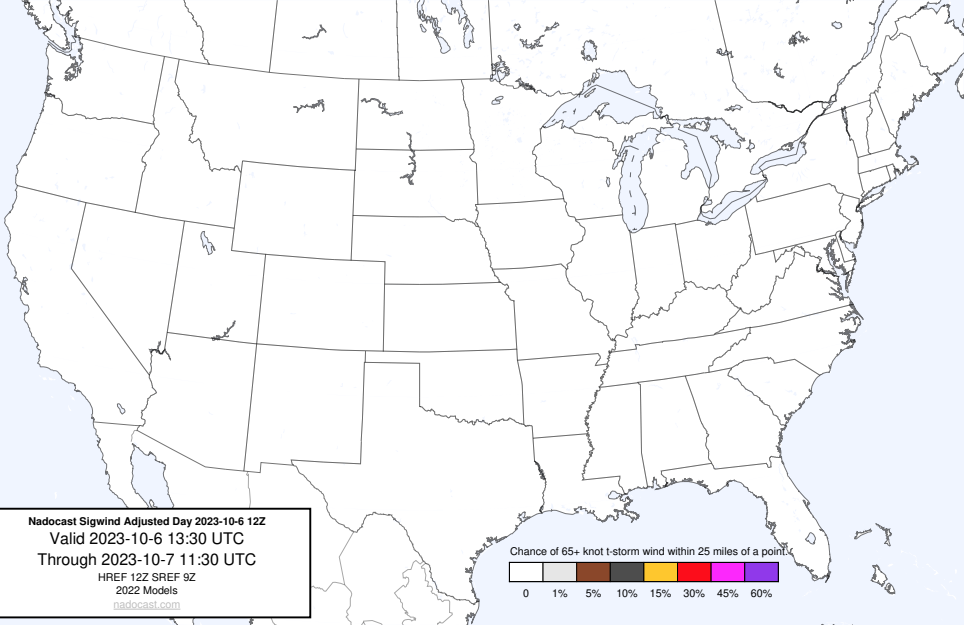 Nadocast Sigwind Adjusted Day 2023-10-6 12Z
Valid 2023-10-6 13:30 UTC
Through 2023-10-7 11:30 UTC
HREF 12Z SREF 9Z
2022 Models
nadocast.com
Chance of 65+ knot t-storm wind within 25 miles of a point.
0 1% 5% 10% 15% 30% 45% 60%